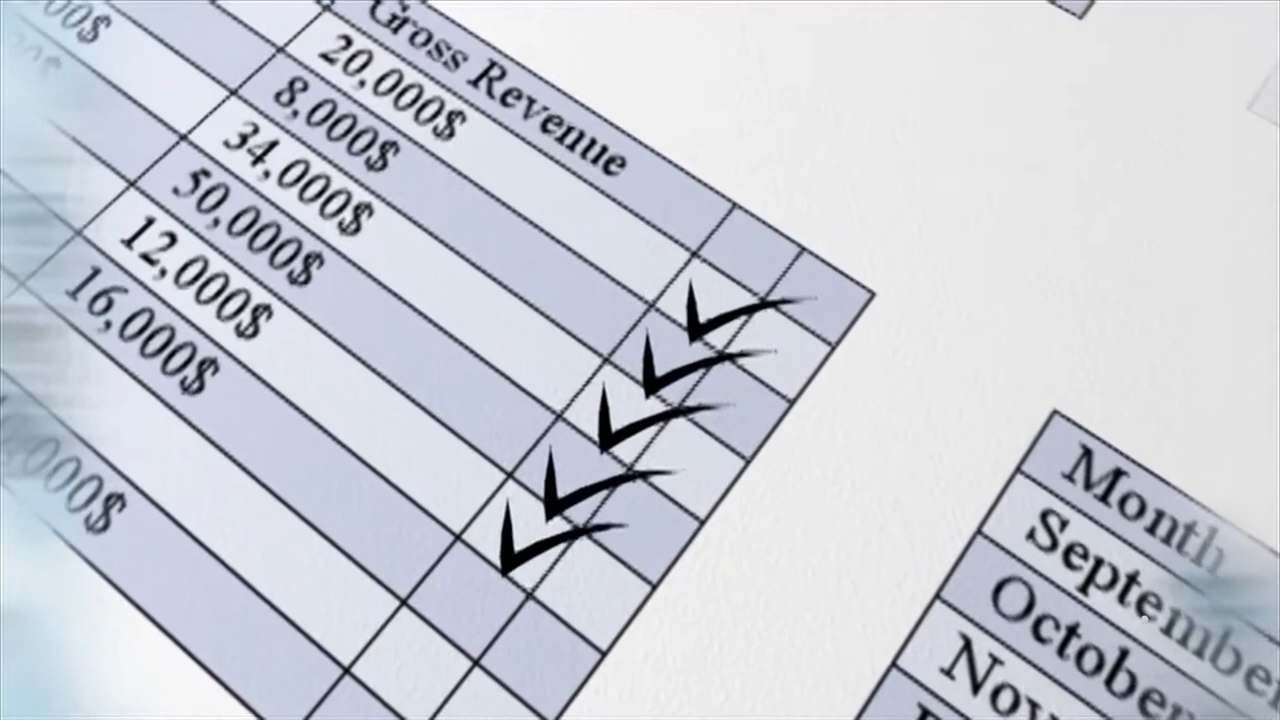 Gross Revenue
20,000$
8,000$
34,000$
50,000$
12,000$
16,000$
Month
September
October